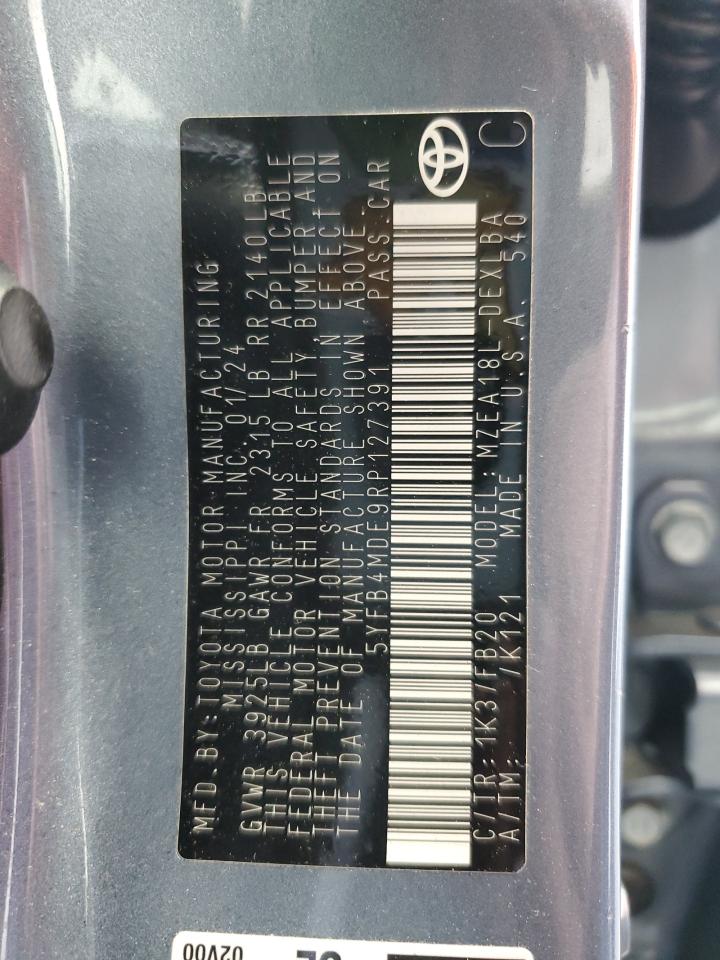 MFD.BY:TOYOTA MOTOR MANUFACTURING
MISSISSIPPI INC.01/24
GVWR 3925LB GAWR FR 2315 LB RR 2140 LB
THIS VEHICLE CONFORMS TO ALL APPLICABLE
FEDERAL MOTOR VEHICLE SAFETY BUMPER AND
THEFT PREVENTION STANDARDS IN EFFECT ON
THE DATE OF MANUFACTURE SHOWN ABOVE.
5YFB4MDE9RP127391 PASS.CAR
C/TR:1K37/FB20 MODEL:MZEA18L-DEXLBA
A/TM: /K121 MADE IN U.S.A. 540
C
02V00